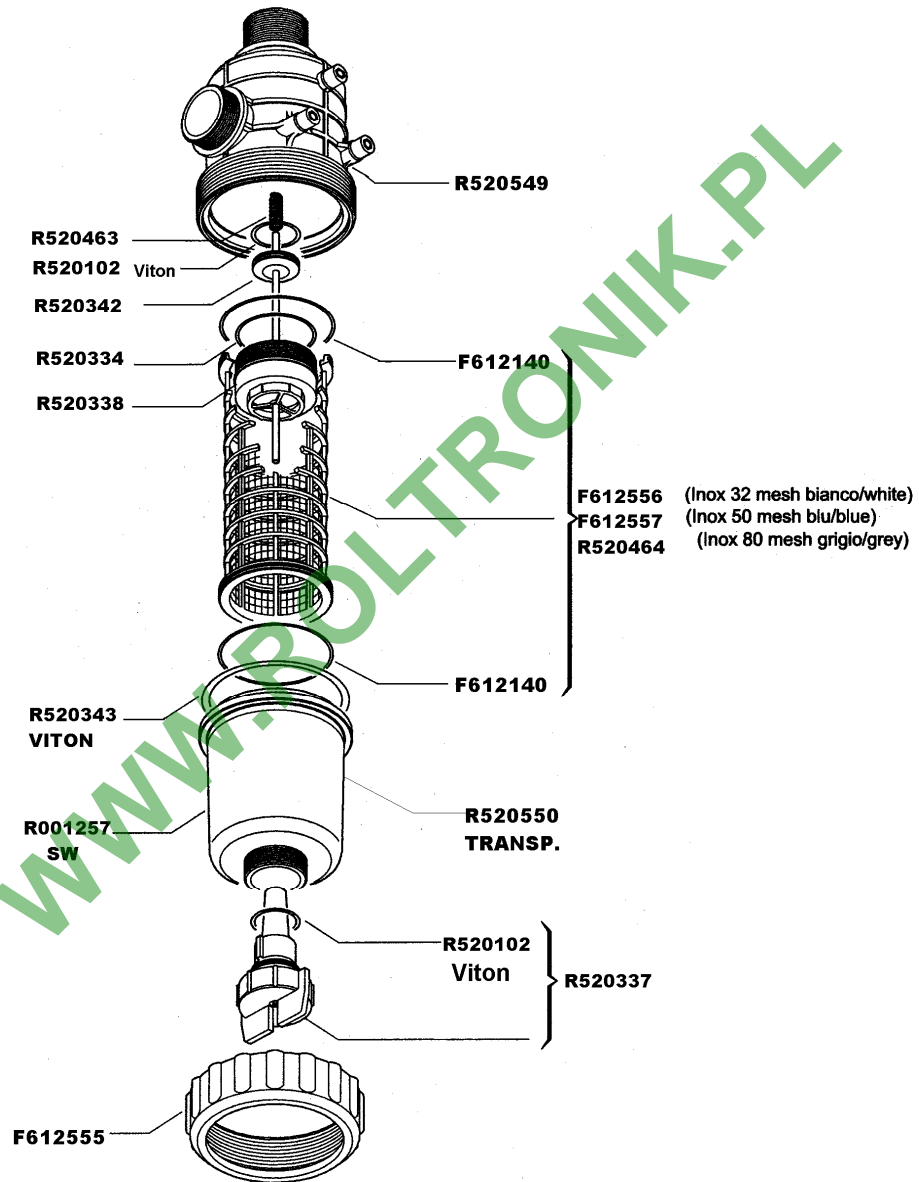 R520549
R520463
R520102 Viton
R520342
R520334
F612140
R520338
F612556 (Inox 32 mesh bianco/white)
F612557 (Inox 50 mesh blu/blue)
R520464 (Inox 80 mesh grigio/grey)
F612140
R520343
VITON
R520550
TRANSP.
R001257
SW
R520102
Viton
R520337
F612555
WWW.ROLTRONIK.PL